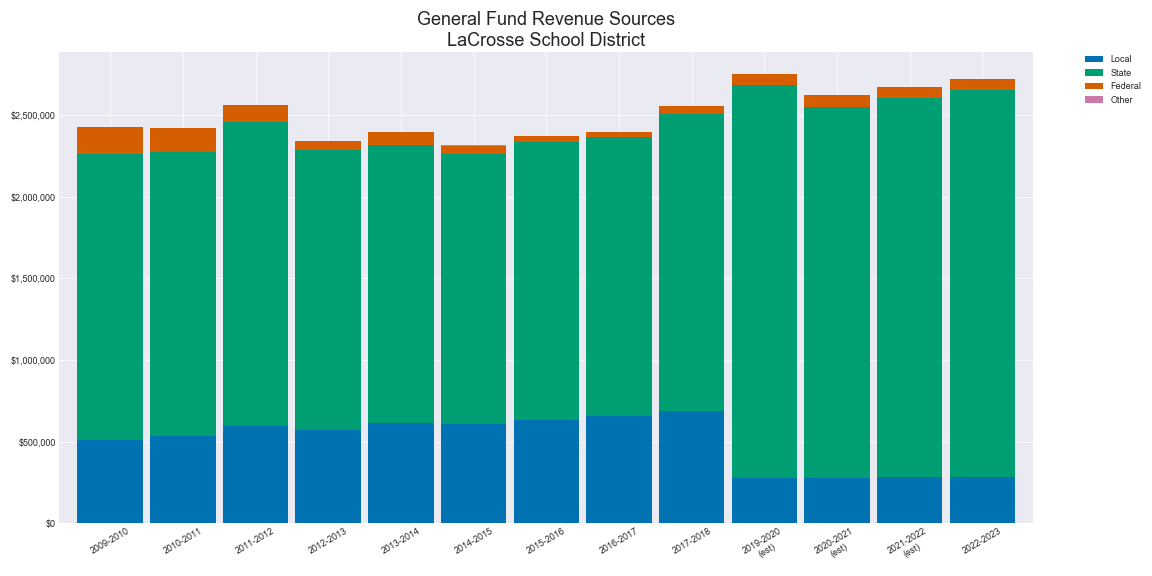 General Fund Revenue Sources
LaCrosse School District
Local
State
Federal
Other
$2,500,000
$2,000,000
$1,500,000
$1,000,000
$500,000
$0
2009-2010
2010-2011
2011-2012
2012-2013
2013-2014
2014-2015
2015-2016
2016-2017
2017-2018
2019-2020
(est)
2020-2021
(est)
2021-2022
(est)
2022-2023